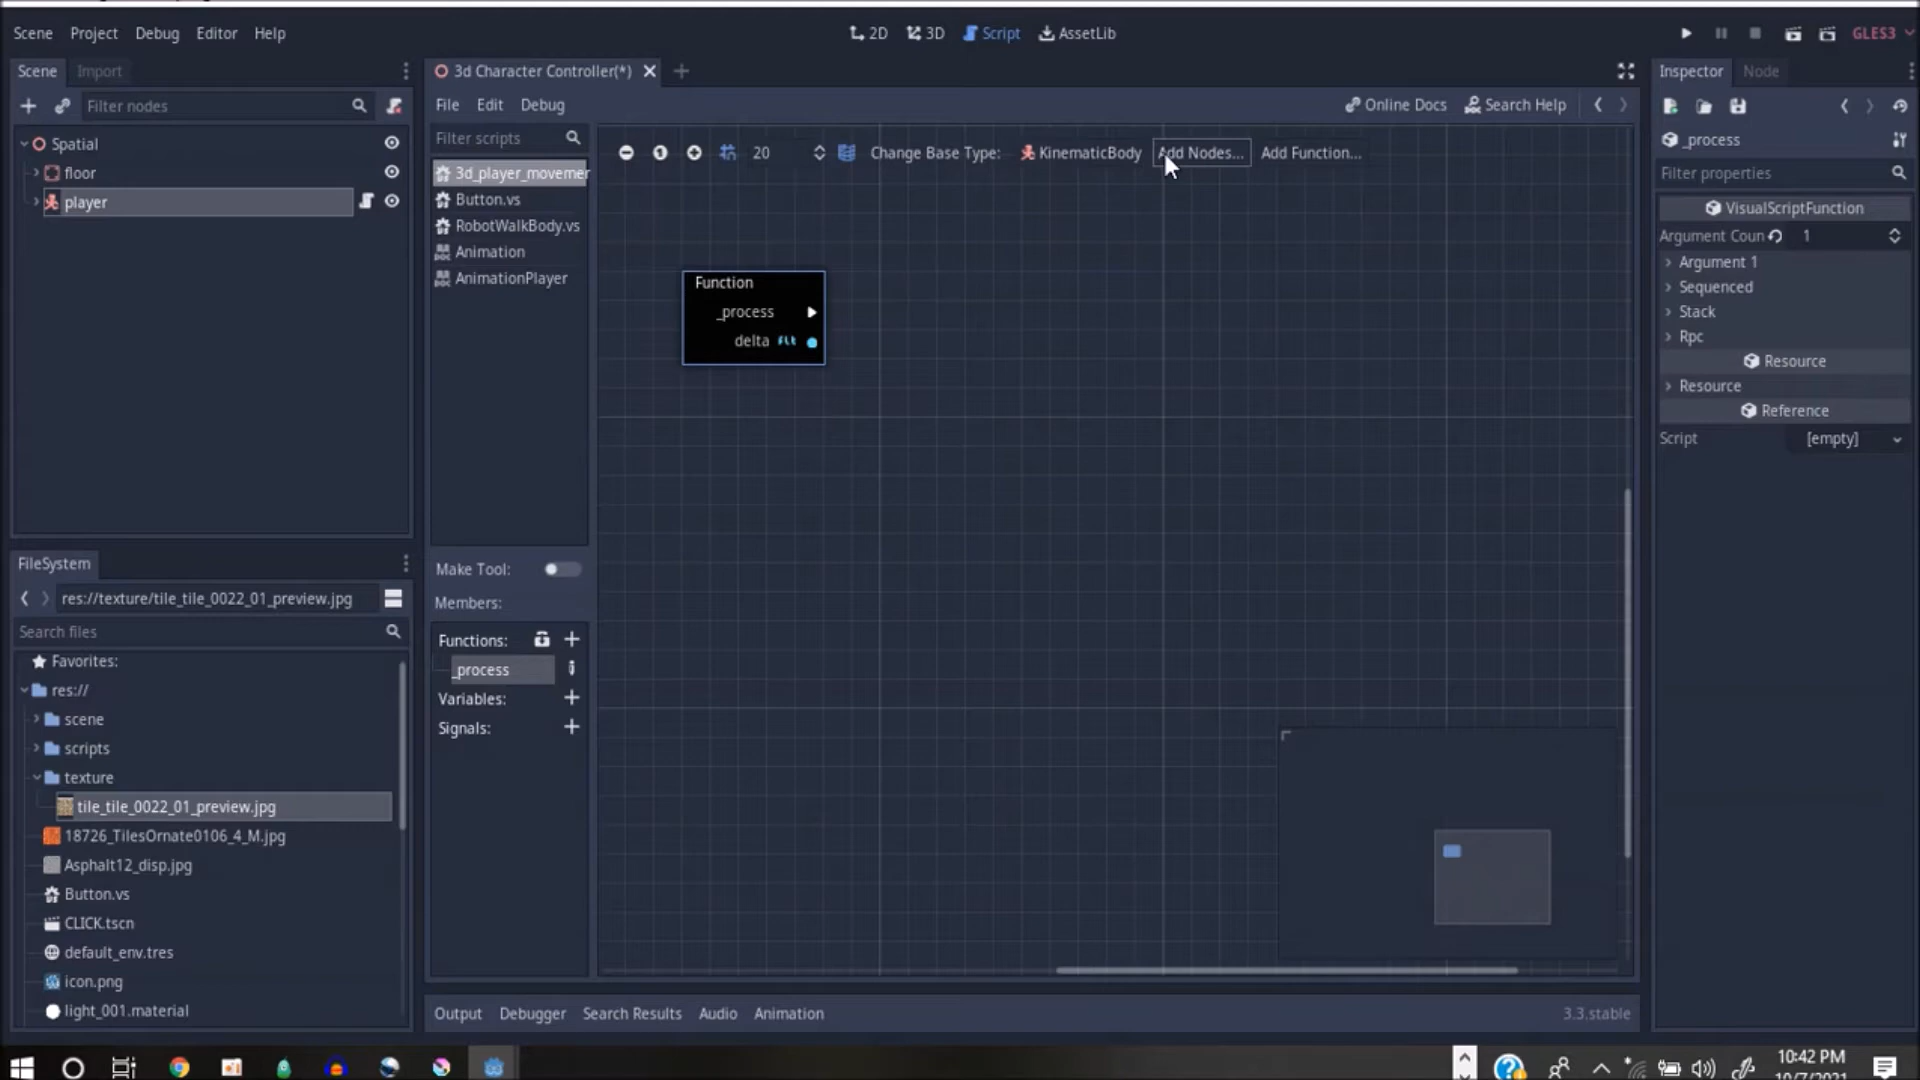 Scene Project Debug Editor Help
2D 3D Script AssetLib
GLES3
Scene Import
Filter nodes
Spatial
floor
player
FileSystem
res://texture/tile_tile_0022_01_preview.jpg
Search files
Favorites:
res://
scene
scripts
texture
tile_tile_0022_01_preview.jpg
18726_TilesOrnate0106_4_M.jpg
Asphalt12_disp.jpg
Button.vs
CLICK.tscn
default_env.tres
icon.png
light_001.material
3d Character Controller(*)
File Edit Debug
Online Docs Search Help
Filter scripts
3d_player_movemer
Button.vs
RobotWalkBody.vs
Animation
AnimationPlayer
Make Tool:
Members:
Functions:
_process
Variables:
Signals:
20 Change Base Type: KinematicBody Add Nodes... Add Function...
Function
_process
delta Flt
Output Debugger Search Results Audio Animation 3.3.stable
Inspector Node
_process
Filter properties
VisualScriptFunction
Argument Coun 1
Argument 1
Sequenced
Stack
Rpc
Resource
Resource
Reference
Script [empty]
10:42 PM